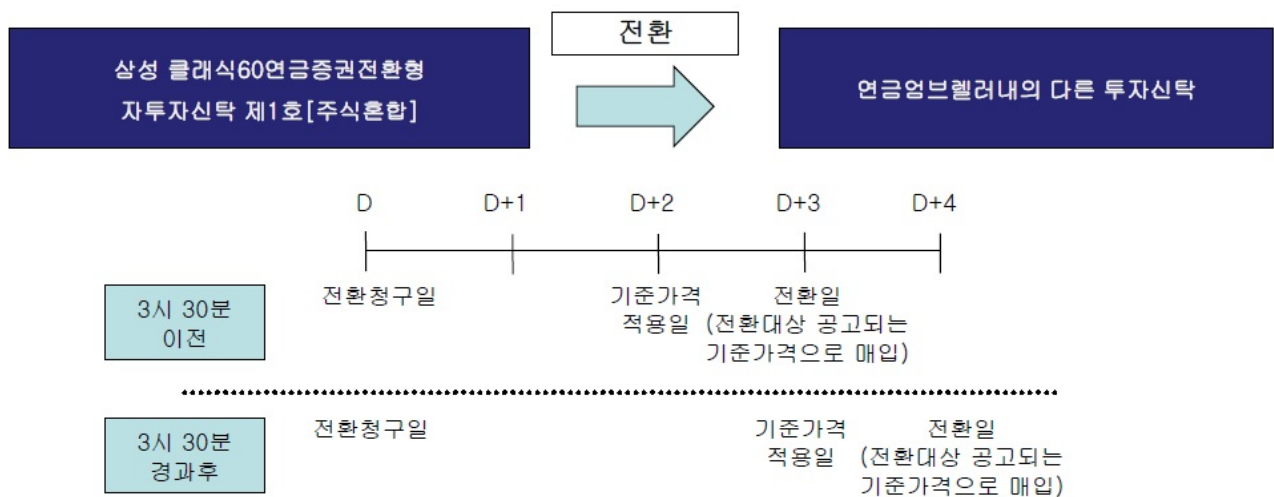 전환
삼성 클래식60연금증권전환형
자투자신탁 제1호[주식혼합]
연금엄브렐러내의 다른 투자신탁
D D+1 D+2 D+3 D+4
3시 30분
이전
전환청구일 기준가격 전환일
적용일 (전환대상 공고되는
기준가격으로 매입)
3시 30분
경과후
전환청구일 기준가격 전환일
적용일 (전환대상 공고되는
기준가격으로 매입)